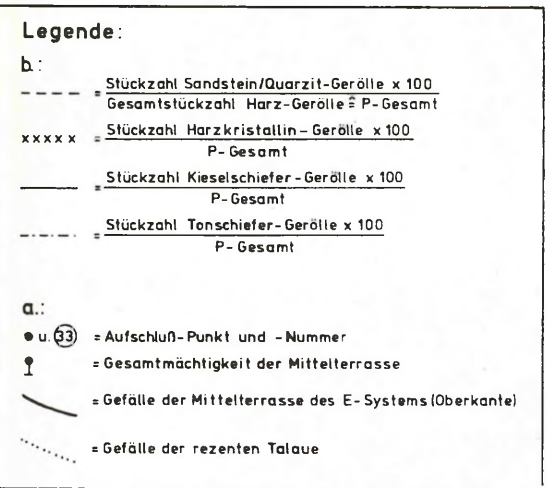 Legende:
b.:
Stückzahl Sandstein/Quarzit-Gerölle x 100
= Gesamtstückzahl Harz-Gerölle ≙ P-Gesamt
xxxxx = Stückzahl Harzkristallin-Gerölle x 100
P-Gesamt
= Stückzahl Kieselschiefer-Gerölle x 100
P-Gesamt
= Stückzahl Tonschiefer-Gerölle x 100
P-Gesamt
a.:
● u. 33 = Aufschluß-Punkt und -Nummer
= Gesamtmächtigkeit der Mittelterrasse
= Gefälle der Mittelterrasse des E-Systems (Oberkante)
= Gefälle der rezenten Talaue